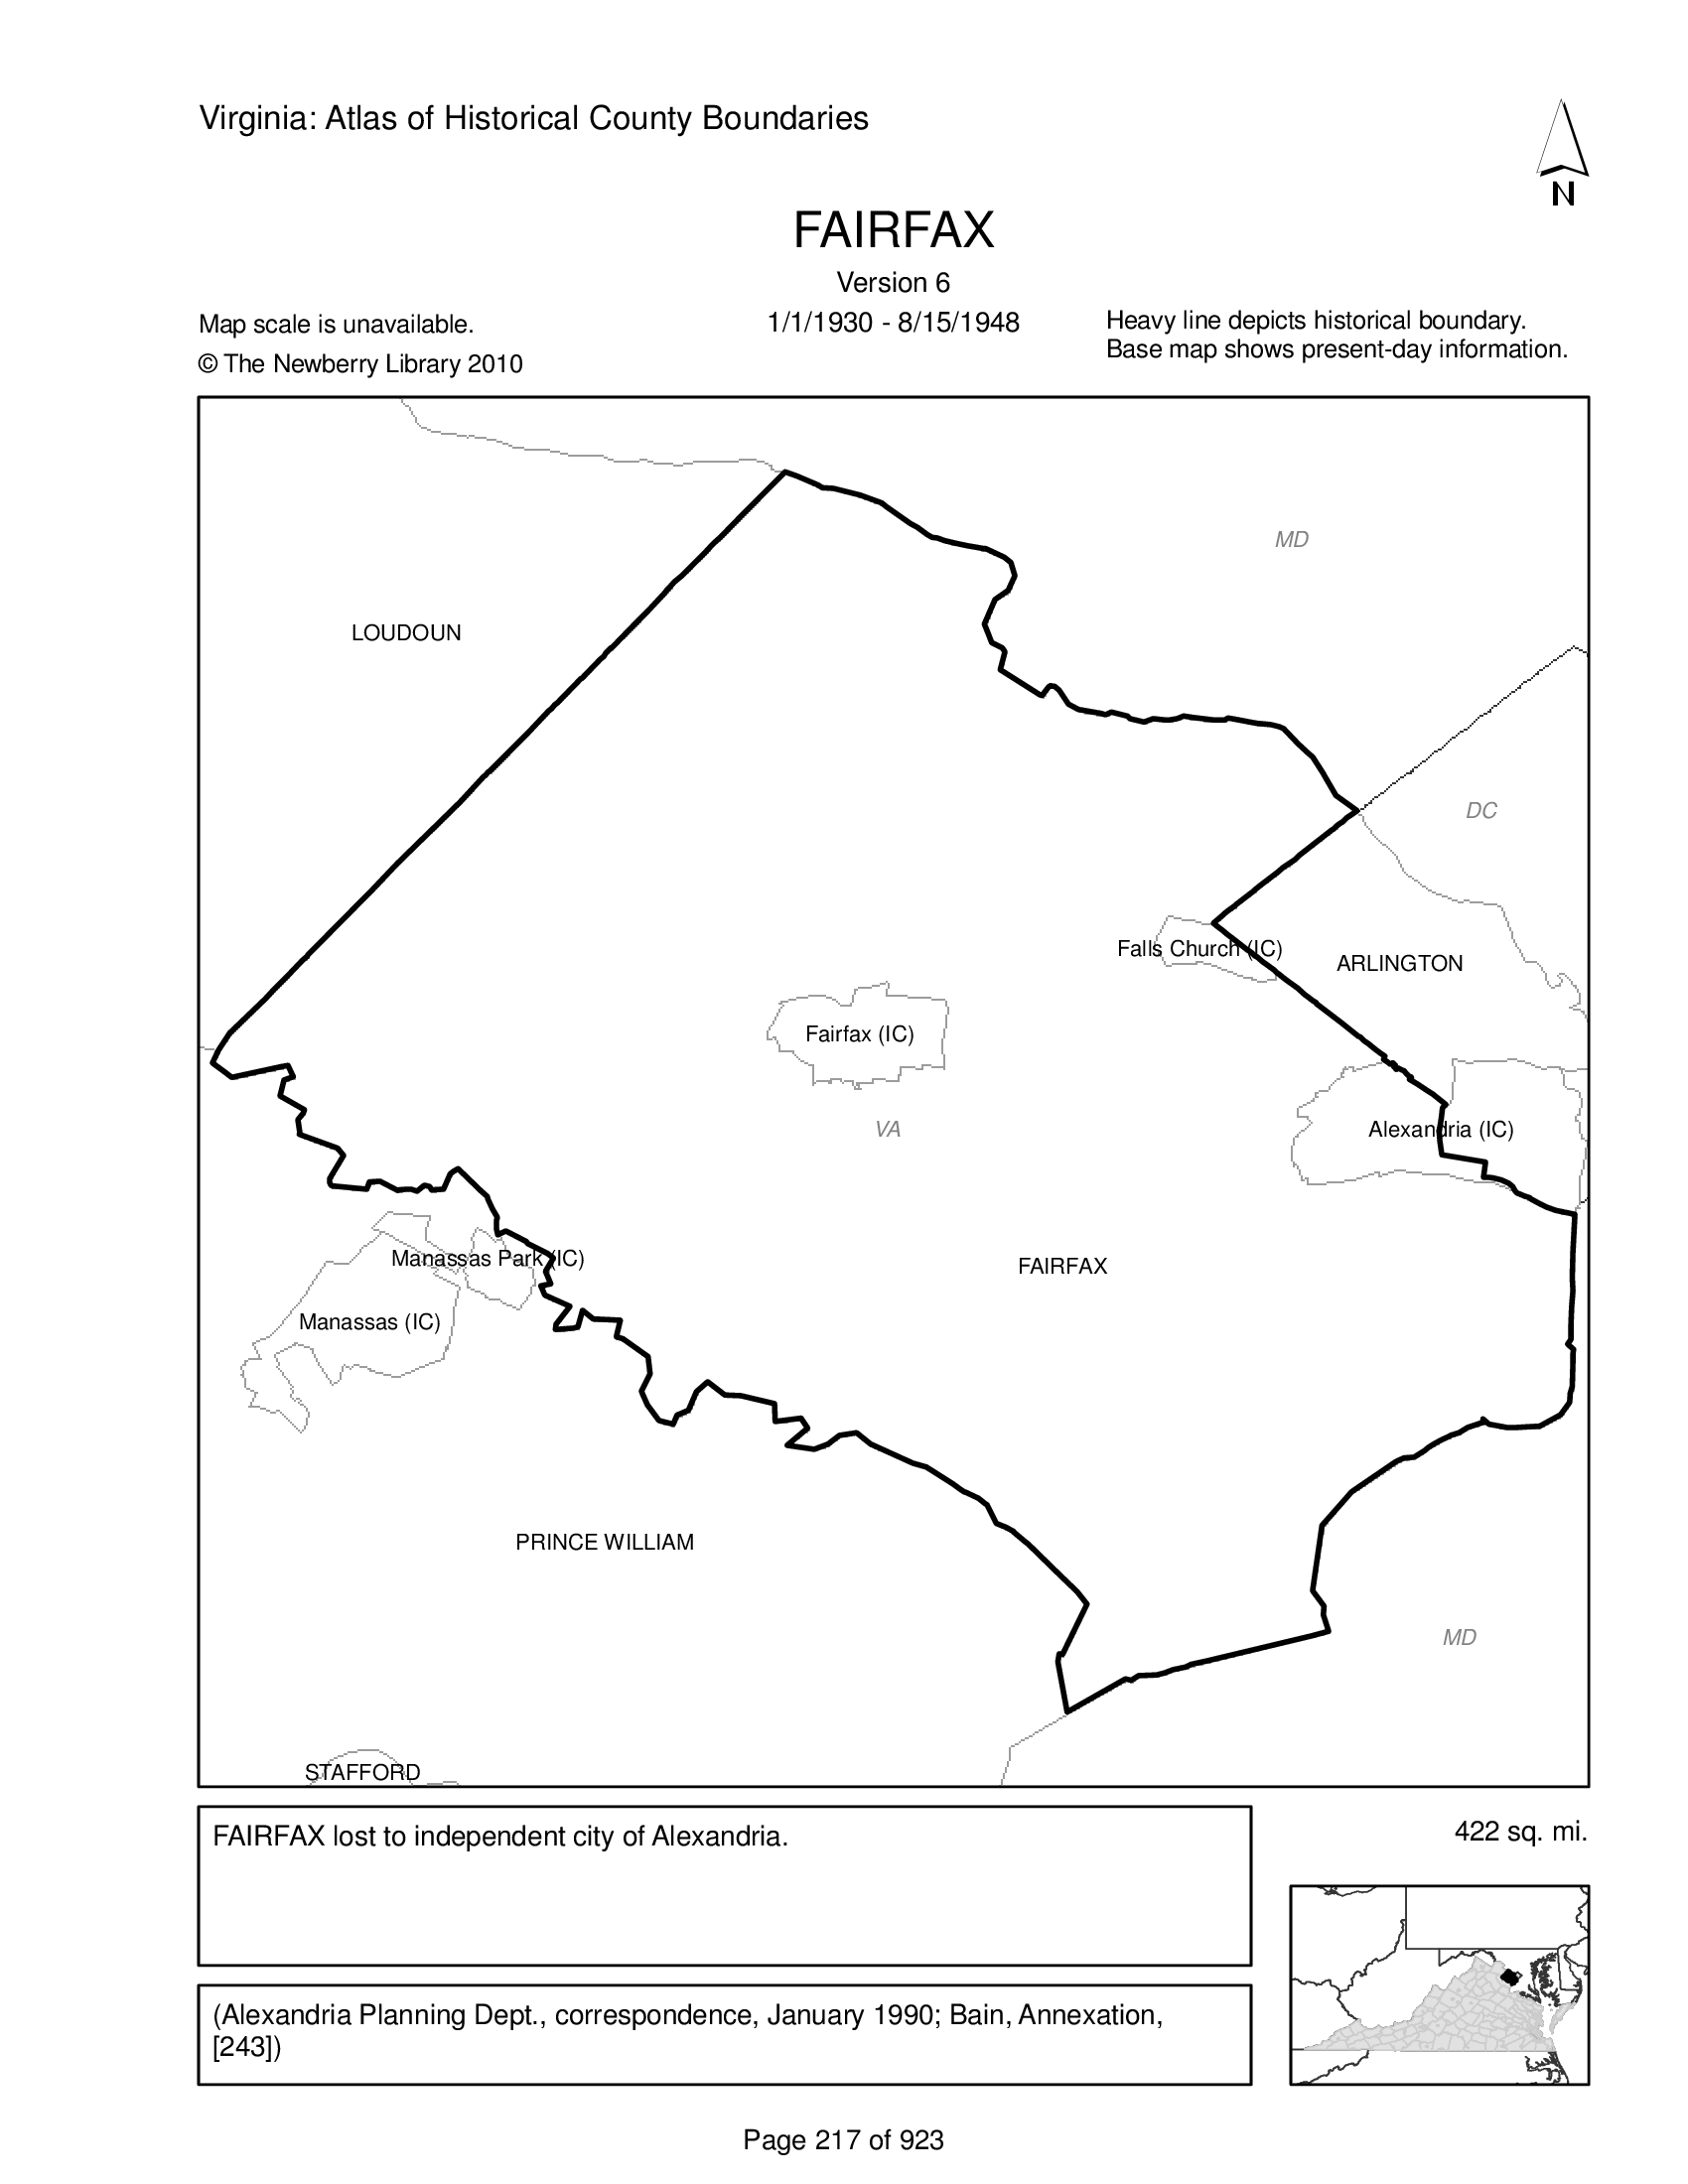 Virginia: Atlas of Historical County Boundaries
N
FAIRFAX
Version 6
1/1/1930 - 8/15/1948
Map scale is unavailable.
© The Newberry Library 2010
Heavy line depicts historical boundary.
Base map shows present-day information.
MD
LOUDOUN
DC
Falls Church (IC)
ARLINGTON
Fairfax (IC)
VA
Alexandria (IC)
Manassas Park (IC)
FAIRFAX
Manassas (IC)
PRINCE WILLIAM
MD
STAFFORD
FAIRFAX lost to independent city of Alexandria.
422 sq. mi.
(Alexandria Planning Dept., correspondence, January 1990; Bain, Annexation,
[243])
Page 217 of 923